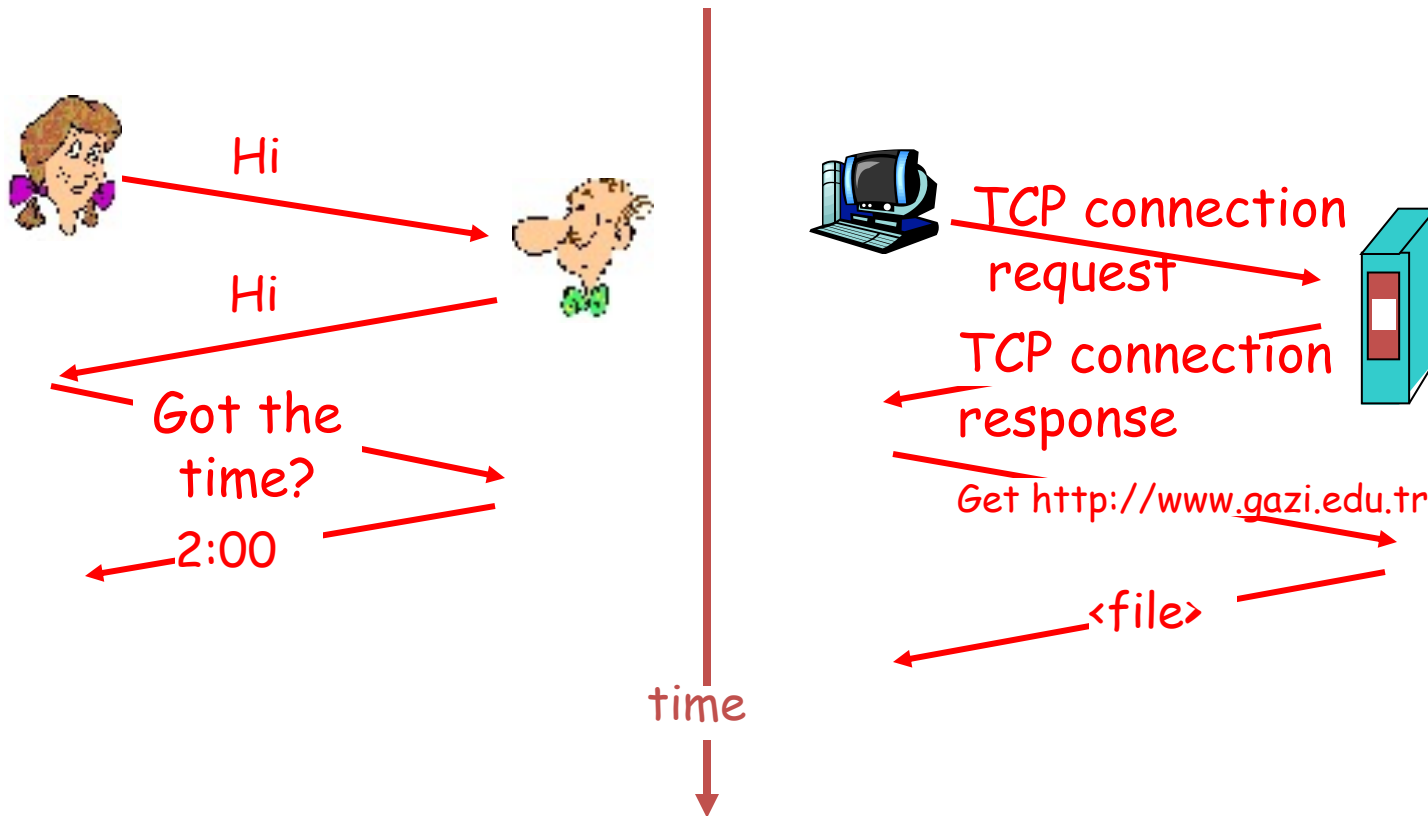 Hi
Hi
Got the
time?
2:00
TCP connection
request
TCP connection
response
Get http://www.gazi.edu.tr
<file>
time